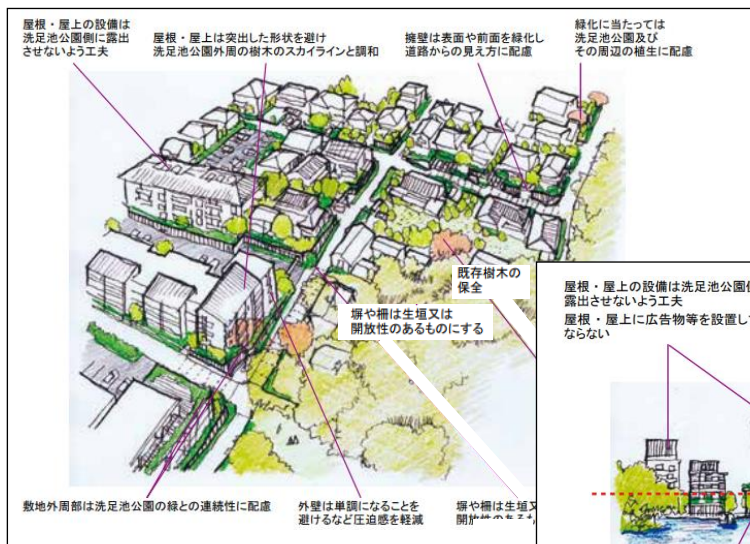 屋根・屋上の設備は
洗足池公園側に露出
させないよう工夫
屋根・屋上は突出した形状を避け
洗足池公園外周の樹木のスカイラインと調和
擁壁は表面や前面を緑化し
道路からの見え方に配慮
緑化に当たっては
洗足池公園及び
その周辺の植生に配慮
既存樹木の
保全
塀や柵は生垣又は
開放性のあるものにする
敷地外周部は洗足池公園の緑との連続性に配慮
外壁は単調になることを
避けるなど圧迫感を軽減
塀や柵は生垣又
開放性のあるも
屋根・屋上の設備は洗足池公園
露出させないよう工夫
屋根・屋上に広告物等を設置し
ならない